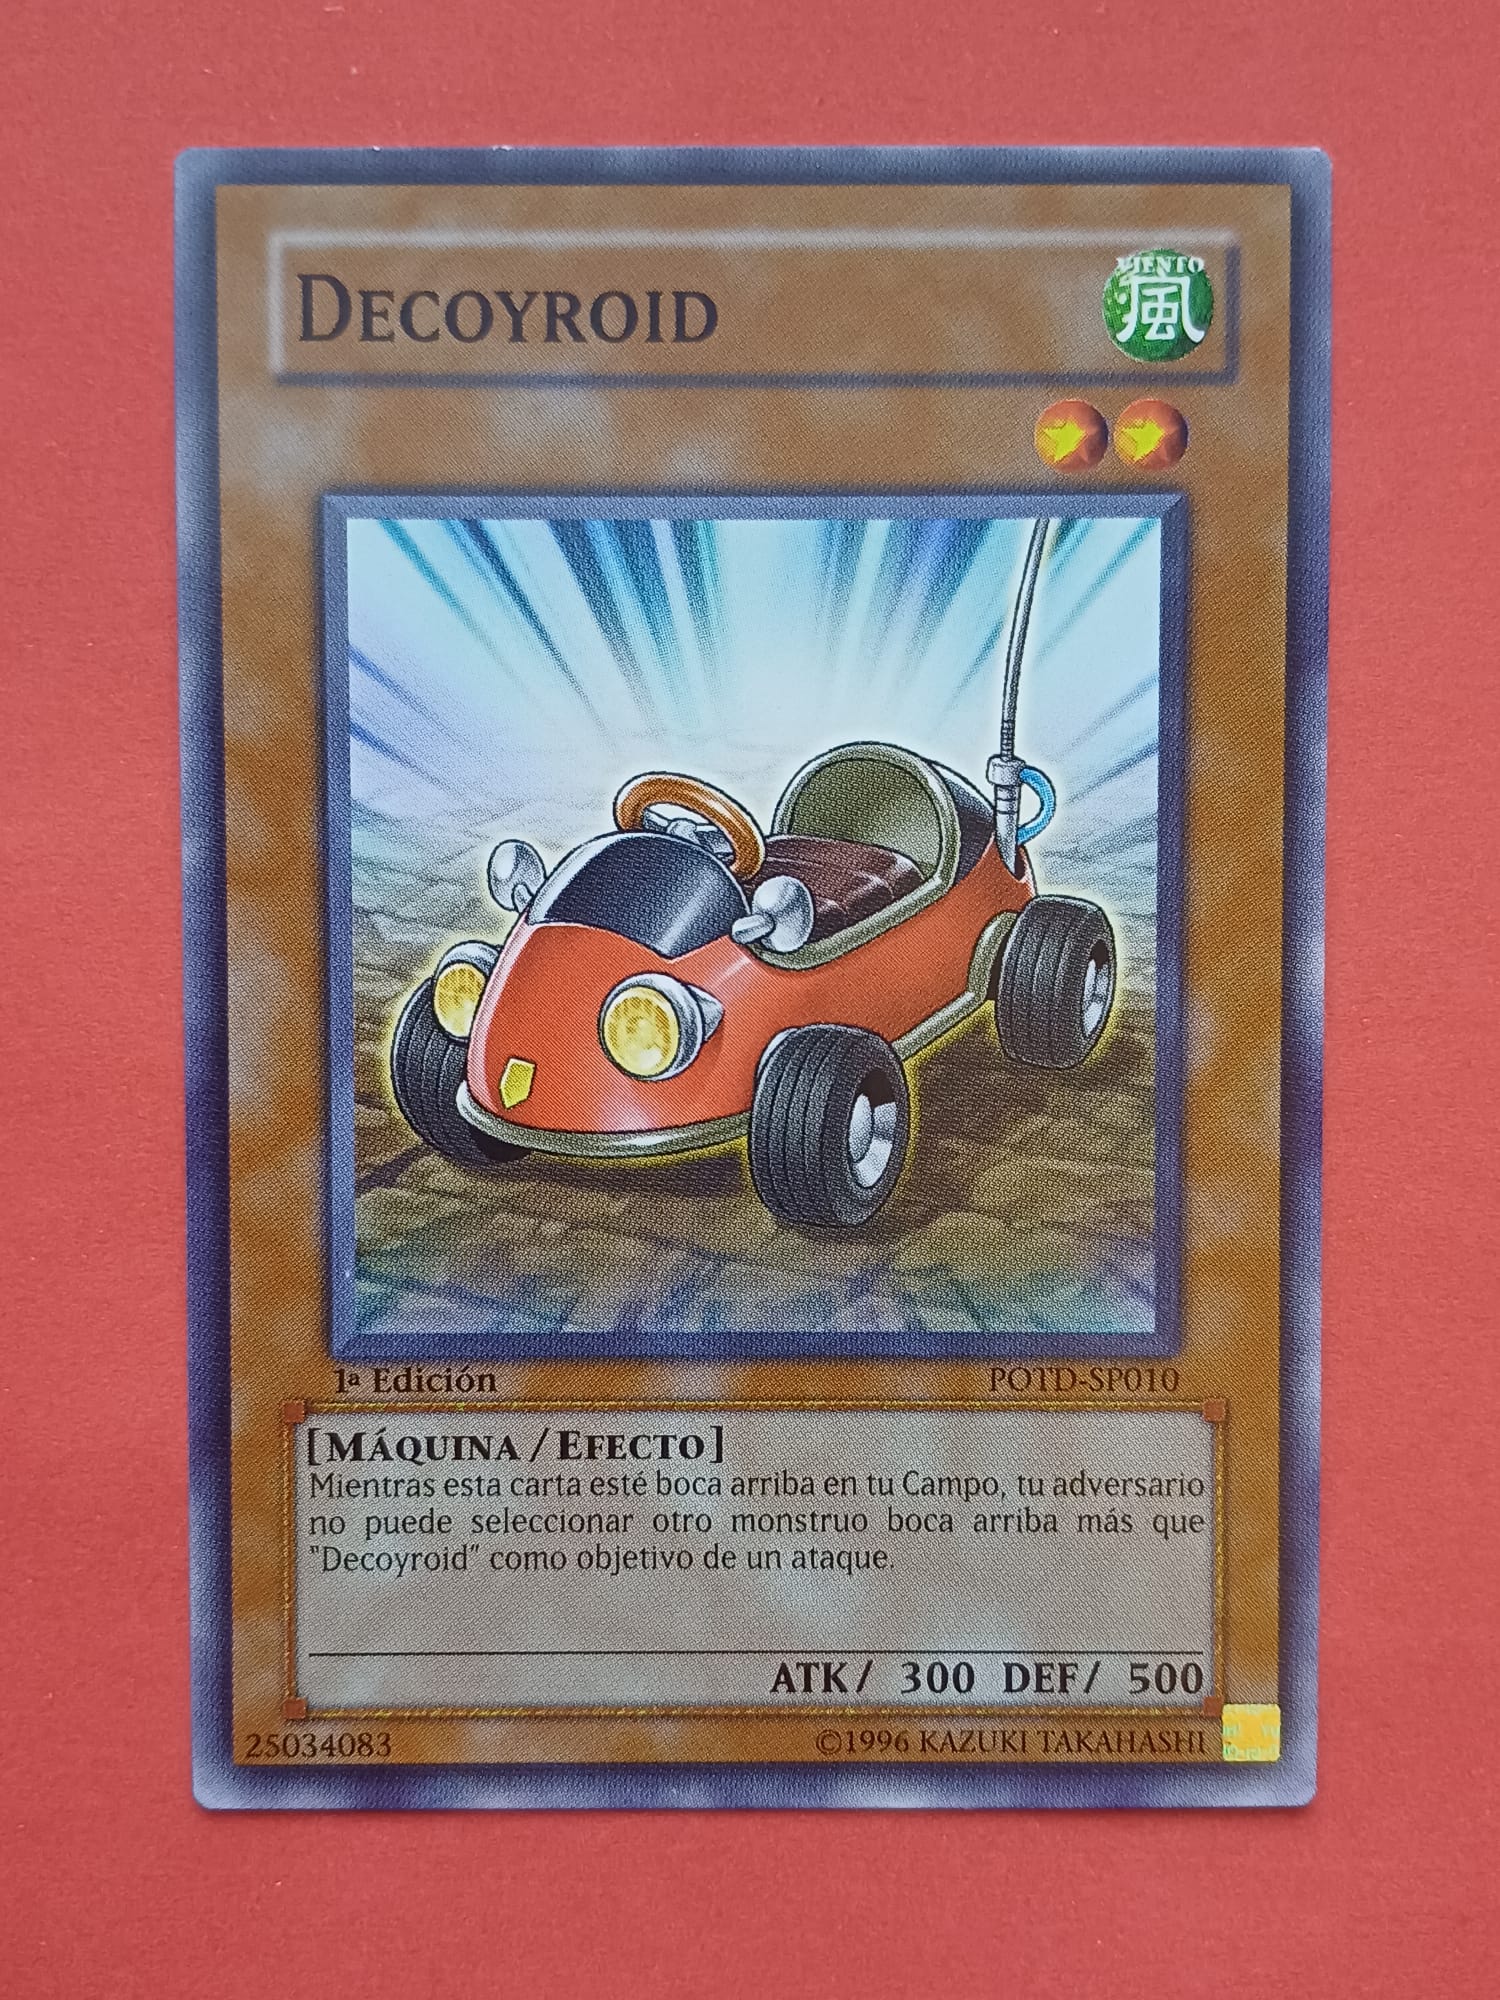 DECOYROID
VIENTO
風
1ª Edición
POTD-SP010
[MÁQUINA/EFECTO]
Mientras esta carta esté boca arriba en tu Campo, tu adversario
no puede seleccionar otro monstruo boca arriba más que
"Decoyroid" como objetivo de un ataque.
ATK/ 300 DEF/ 500
25034083
©1996 KAZUKI TAKAHASHI